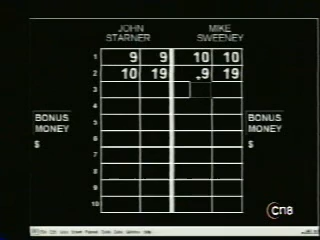 JOHN MIKE
STARNER SWEENEY
1 9 9 10 10
2 10 19 9 19
3
4
5
6
7
8
9
10
BONUS BONUS
MONEY MONEY
$ $
cn8